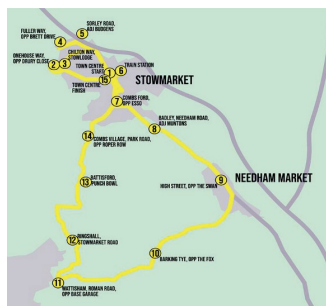 SORLEY ROAD,
ADJ BUDGENS
5
FULLER WAY,
OPP BRETT DRIVE
4
ONEHOUSE WAY,
OPP DRURY CLOSE
2
3
CHILTON WAY,
STOWLODGE
TOWN CENTRE
START
1
6
TRAIN STATION
15
TOWN CENTRE
FINISH
STOWMARKET
7
COMBS FORD,
OPP ESSO
8
BADLEY, NEEDHAM ROAD,
ADJ MUNTONS
14
COMBS VILLAGE, PARK ROAD,
OPP ROPER ROW
NEEDHAM MARKET
9
HIGH STREET, OPP THE SWAN
13
BATTISFORD,
PUNCH BOWL
12
RINGSHALL,
STOWMARKET ROAD
10
BARKING TYE, OPP THE FOX
11
WATTISHAM, ROMAN ROAD,
OPP BASE GARAGE